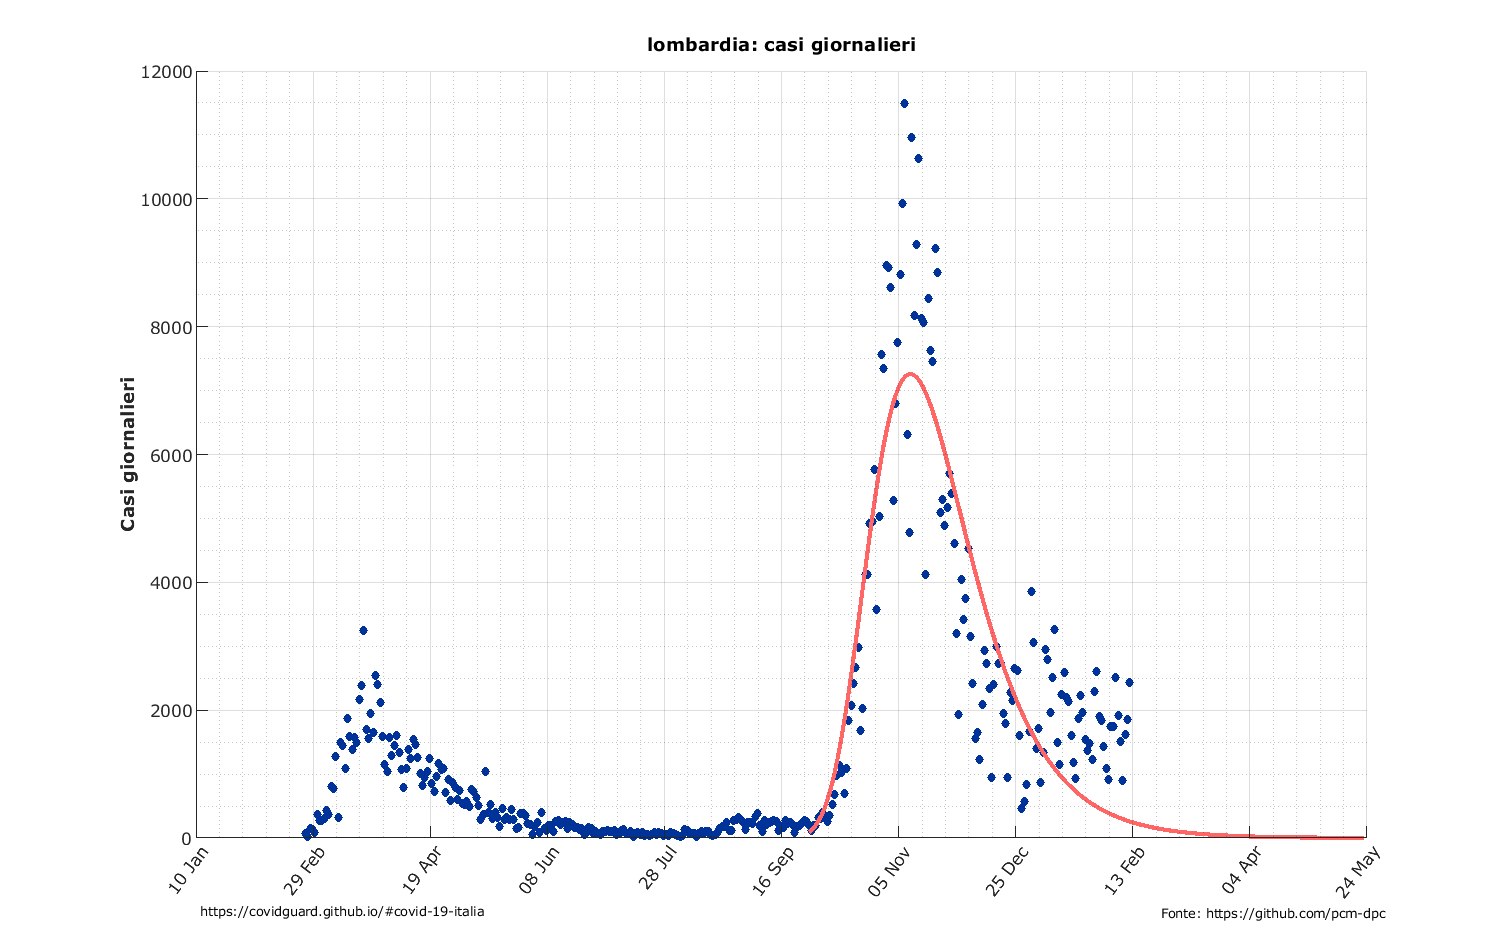 lombardia: casi giornalieri
12000
10000
8000
6000
4000
2000
0
Casi giornalieri
10 Jan
29 Feb
19 Apr
08 Jun
28 Jul
16 Sep
05 Nov
25 Dec
13 Feb
04 Apr
24 May
https://covidguard.github.io/#covid-19-italia
Fonte: https://github.com/pcm-dpc